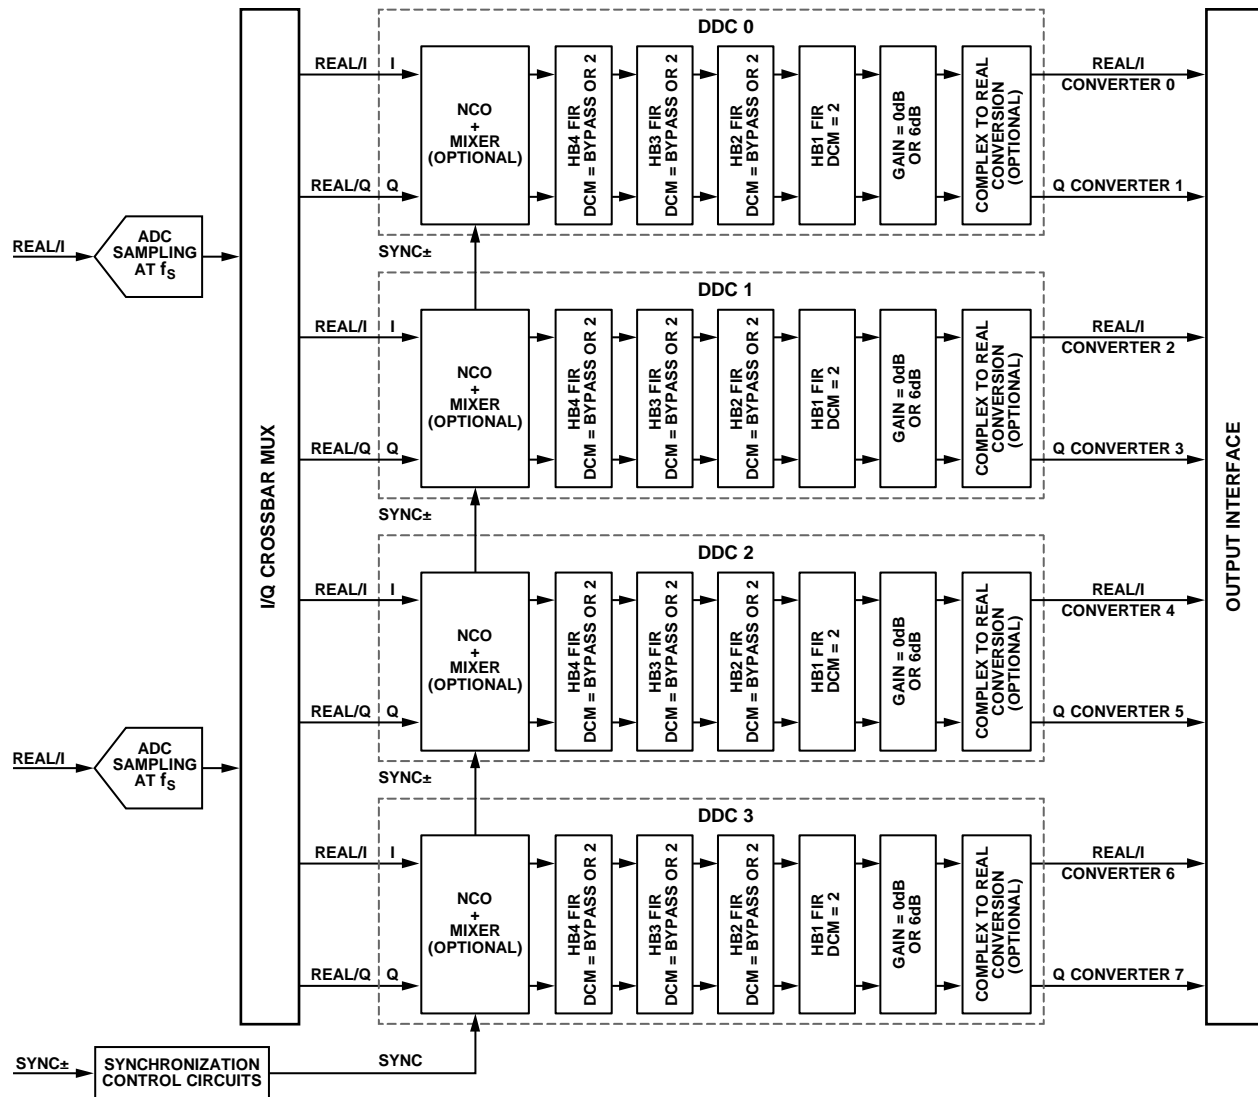 I/Q CROSSBAR MUX
OUTPUT INTERFACE
REAL/I
ADC
SAMPLING
AT fS
REAL/I
ADC
SAMPLING
AT fS
SYNC±
SYNCHRONIZATION
CONTROL CIRCUITS
SYNC
DDC 0
REAL/I I
REAL/Q Q
NCO
+
MIXER
(OPTIONAL)
HB4 FIR
DCM = BYPASS OR 2
HB3 FIR
DCM = BYPASS OR 2
HB2 FIR
DCM = BYPASS OR 2
HB1 FIR
DCM = 2
GAIN = 0dB
OR 6dB
COMPLEX TO REAL
CONVERSION
(OPTIONAL)
REAL/I
CONVERTER 0
Q CONVERTER 1
SYNC±
DDC 1
REAL/I I
REAL/Q Q
NCO
+
MIXER
(OPTIONAL)
HB4 FIR
DCM = BYPASS OR 2
HB3 FIR
DCM = BYPASS OR 2
HB2 FIR
DCM = BYPASS OR 2
HB1 FIR
DCM = 2
GAIN = 0dB
OR 6dB
COMPLEX TO REAL
CONVERSION
(OPTIONAL)
REAL/I
CONVERTER 2
Q CONVERTER 3
SYNC±
DDC 2
REAL/I I
REAL/Q Q
NCO
+
MIXER
(OPTIONAL)
HB4 FIR
DCM = BYPASS OR 2
HB3 FIR
DCM = BYPASS OR 2
HB2 FIR
DCM = BYPASS OR 2
HB1 FIR
DCM = 2
GAIN = 0dB
OR 6dB
COMPLEX TO REAL
CONVERSION
(OPTIONAL)
REAL/I
CONVERTER 4
Q CONVERTER 5
SYNC±
DDC 3
REAL/I I
REAL/Q Q
NCO
+
MIXER
(OPTIONAL)
HB4 FIR
DCM = BYPASS OR 2
HB3 FIR
DCM = BYPASS OR 2
HB2 FIR
DCM = BYPASS OR 2
HB1 FIR
DCM = 2
GAIN = 0dB
OR 6dB
COMPLEX TO REAL
CONVERSION
(OPTIONAL)
REAL/I
CONVERTER 6
Q CONVERTER 7